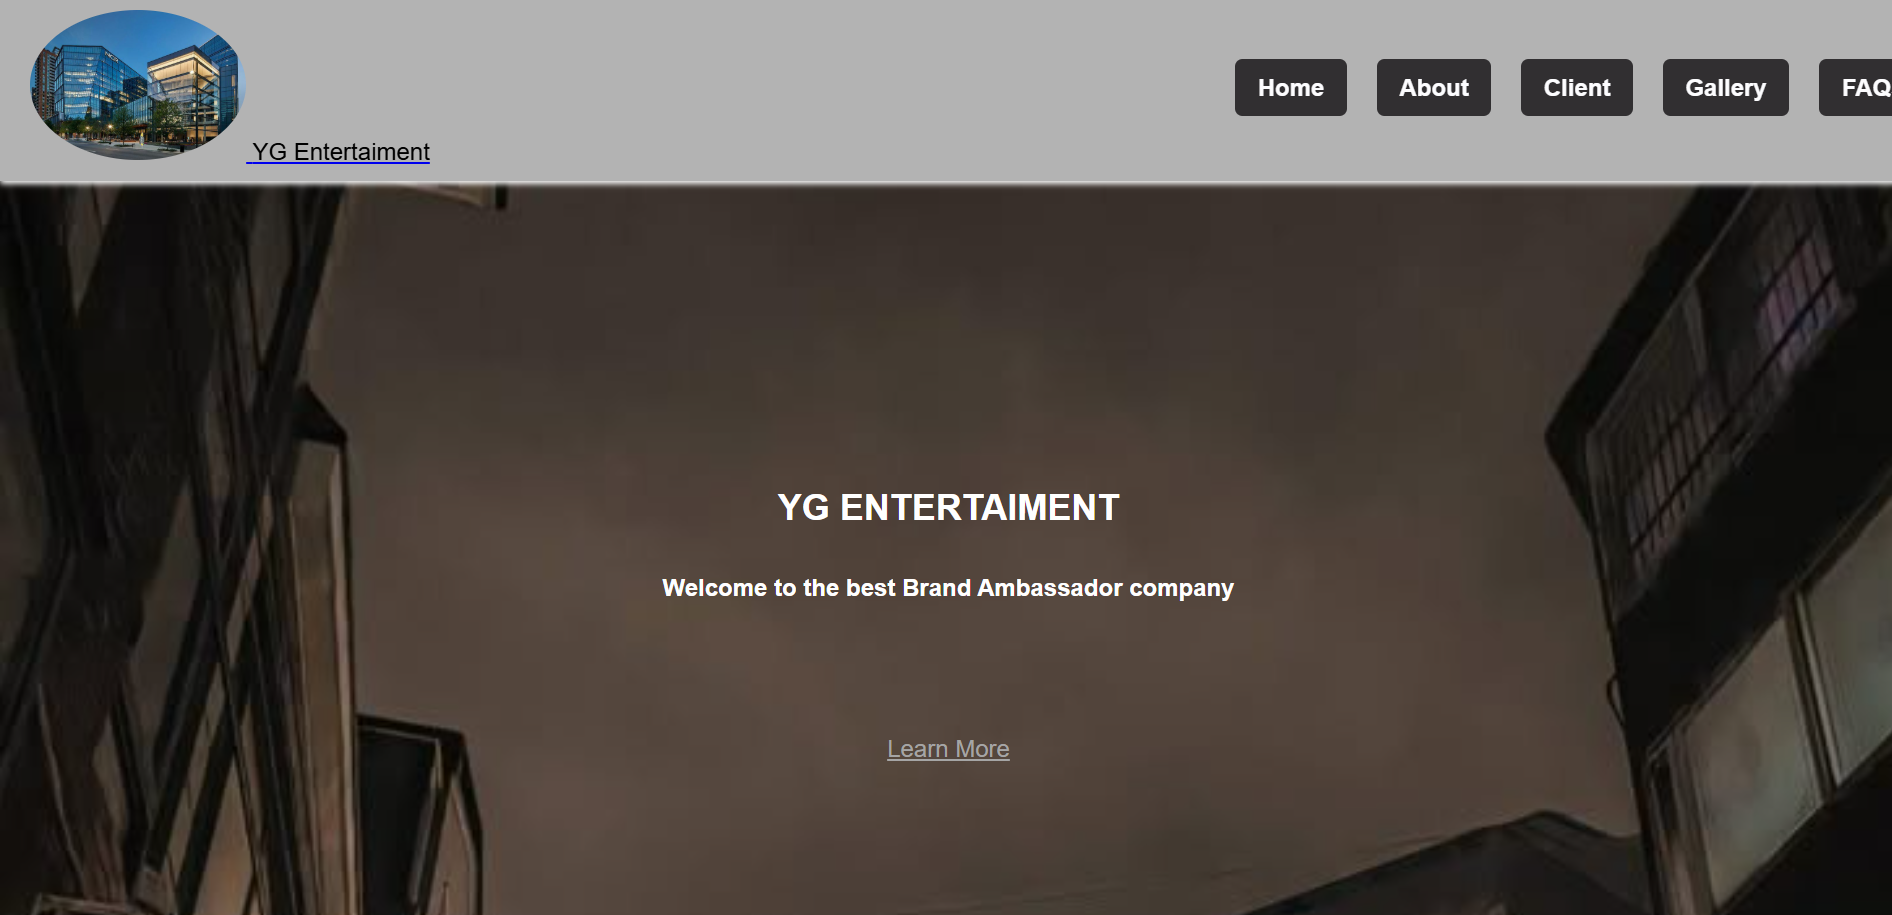 Home
About
Client
Gallery
FAQ
YG Entertaiment
YG ENTERTAIMENT
Welcome to the best Brand Ambassador company
Learn More